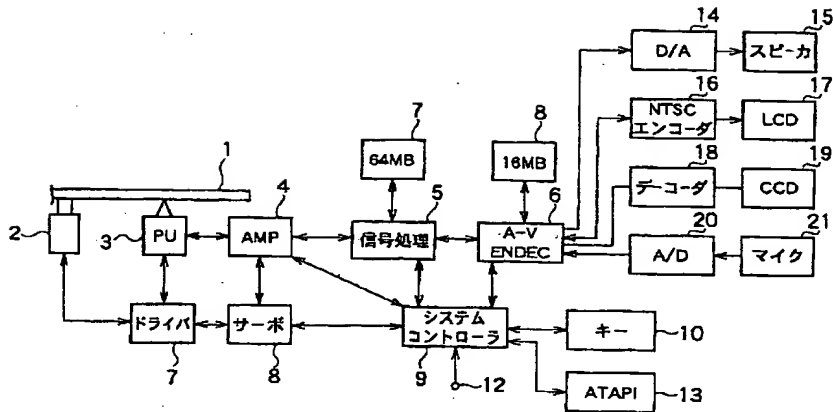 14
D/A
15
スピーカ
16
NTSC
エンコーダ
17
LCD
7
64MB
8
16MB
18
デーコーダ
19
CCD
1
4
5
6
2
3
PU
AMP
信号処理
A-V
ENDEC
20
A/D
21
マイク
ドライバ
7
サーボ
8
システム
コントローラ
9
12
キー
10
ATAPI
13